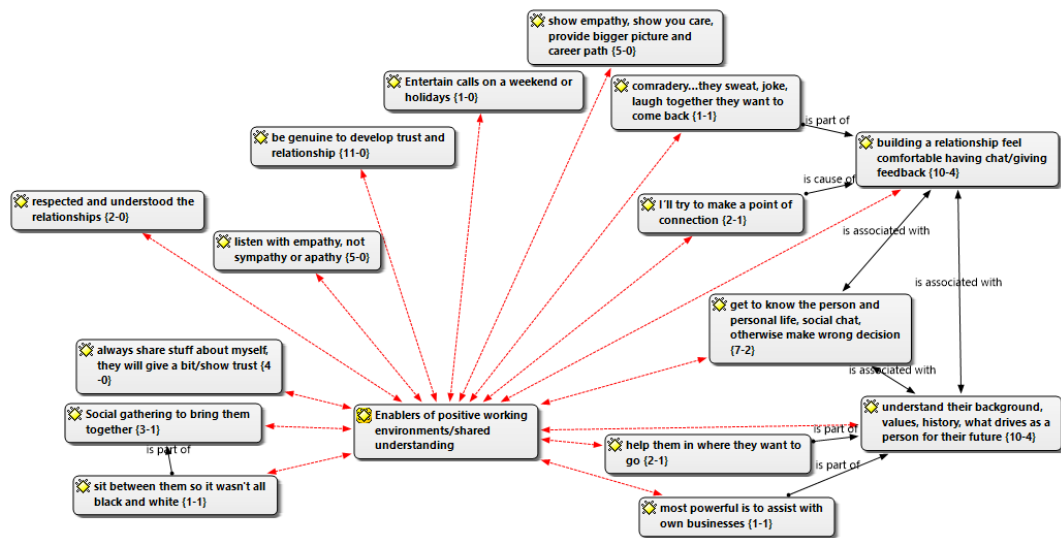 show empathy, show you care,
provide bigger picture and
career path {5-0}
Entertain calls on a weekend or
holidays {1-0}
comradery...they sweat, joke,
laugh together they want to
come back {1-1}
is part of
be genuine to develop trust and
relationship {11-0}
building a relationship feel
comfortable having chat/giving
feedback {10-4}
is cause of
respected and understood the
relationships {2-0}
I'll try to make a point of
connection {2-1}
listen with empathy, not
sympathy or apathy {5-0}
is associated with
is associated with
get to know the person and
personal life, social chat,
otherwise make wrong decision
{7-2}
is associated with
always share stuff about myself,
they will give a bit/show trust {4
-0}
Social gathering to bring them
together {3-1}
Enablers of positive working
environments/shared
understanding
understand their background,
values, history, what drives as a
person for their future {10-4}
help them in where they want to
go {2-1}
is part of
is part of
is part of
sit between them so it wasn't all
black and white {1-1}
most powerful is to assist with
own businesses {1-1}